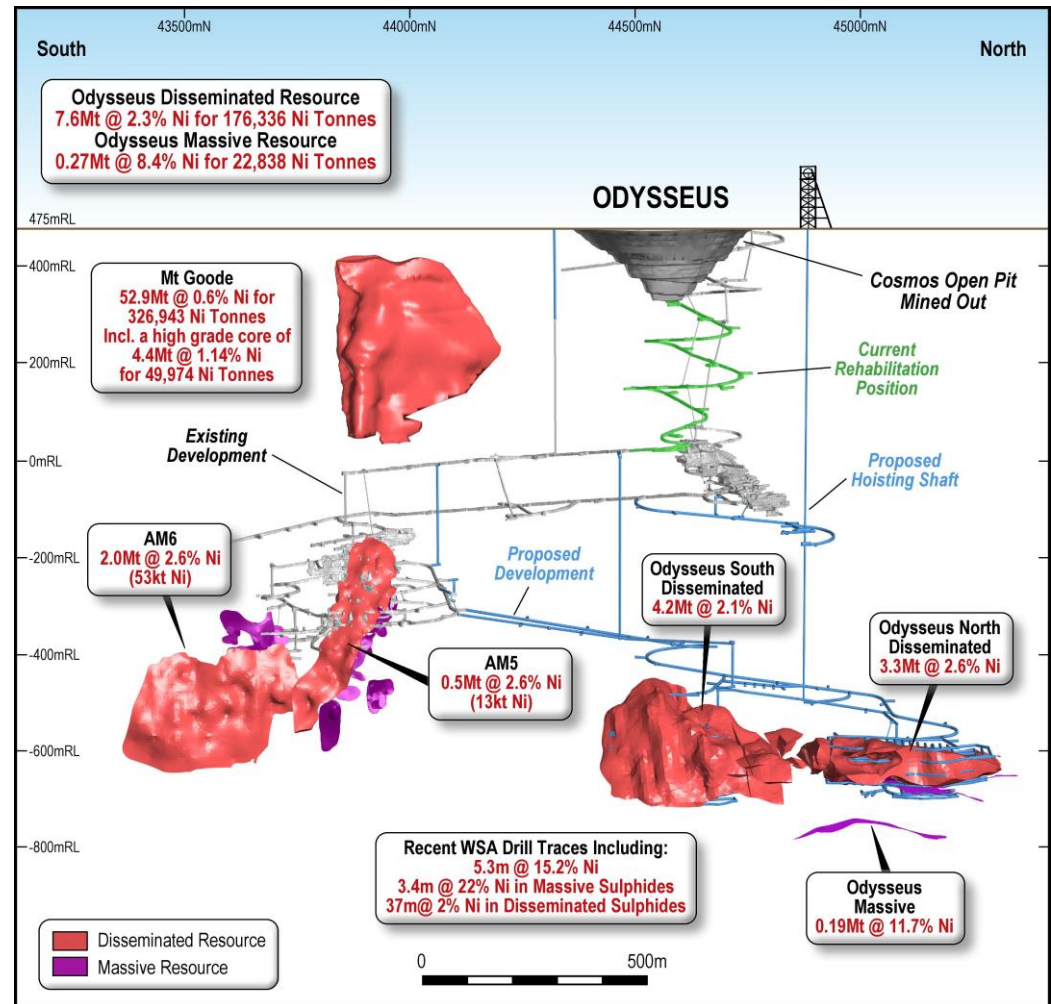 43500mN
44000mN
44500mN
45000mN
South
North
Odysseus Disseminated Resource
7.6Mt @ 2.3% Ni for 176,336 Ni Tonnes
Odysseus Massive Resource
0.27Mt @ 8.4% Ni for 22,838 Ni Tonnes
ODYSSEUS
475mRL
400mRL
Mt Goode
52.9Mt @ 0.6% Ni for
326,943 Ni Tonnes
Incl. a high grade core of
4.4Mt @ 1.14% Ni
for 49,974 Ni Tonnes
Cosmos Open Pit
Mined Out
200mRL
Current
Rehabilitation
Position
Existing
Development
0mRL
Proposed
Hoisting Shaft
AM6
2.0Mt @ 2.6% Ni
(53kt Ni)
-200mRL
Proposed
Development
Odysseus South
Disseminated
4.2Mt @ 2.1% Ni
Odysseus North
Disseminated
3.3Mt @ 2.6% Ni
-400mRL
AM5
0.5Mt @ 2.6% Ni
(13kt Ni)
-600mRL
-800mRL
Recent WSA Drill Traces Including:
5.3m @ 15.2% Ni
3.4m @ 22% Ni in Massive Sulphides
37m@ 2% Ni in Disseminated Sulphides
Odysseus
Massive
0.19Mt @ 11.7% Ni
Disseminated Resource
Massive Resource
0
500m